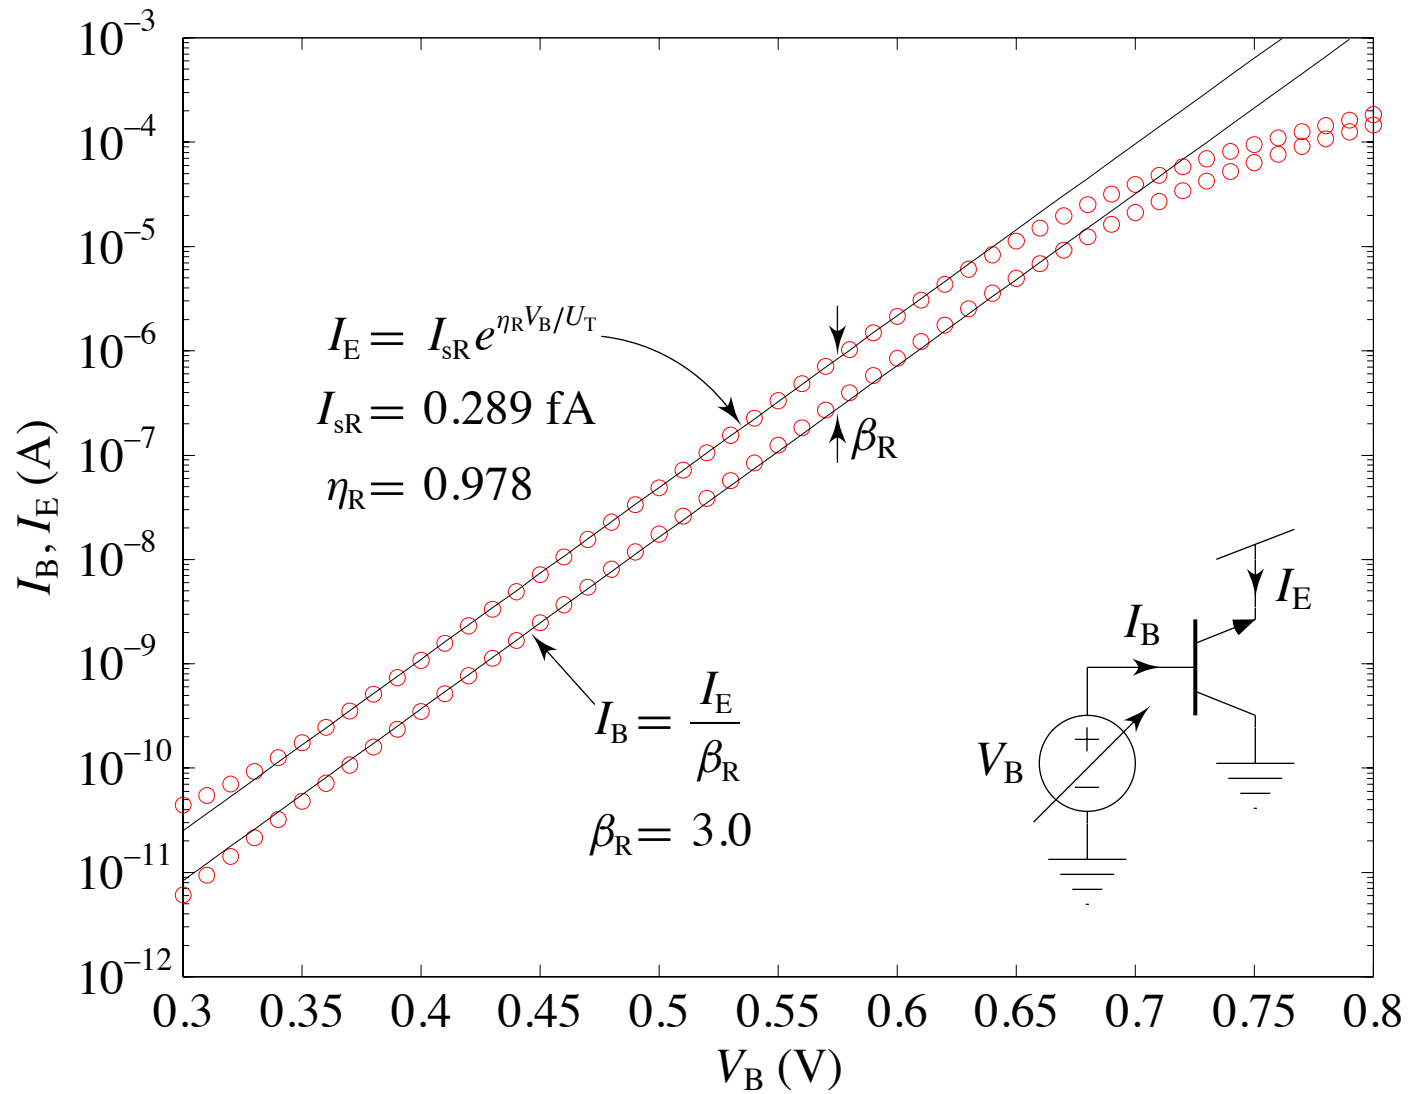 10⁻³
10⁻⁴
10⁻⁵
10⁻⁶
10⁻⁷
10⁻⁸
10⁻⁹
10⁻¹⁰
10⁻¹¹
10⁻¹²
I_B, I_E (A)
I_E = I_sR e^(η_R V_B/U_T)
I_sR = 0.289 fA
η_R = 0.978
β_R
I_B = I_E/β_R
β_R = 3.0
I_E
I_B
V_B
+
−
0.3 0.35 0.4 0.45 0.5 0.55 0.6 0.65 0.7 0.75 0.8
V_B (V)